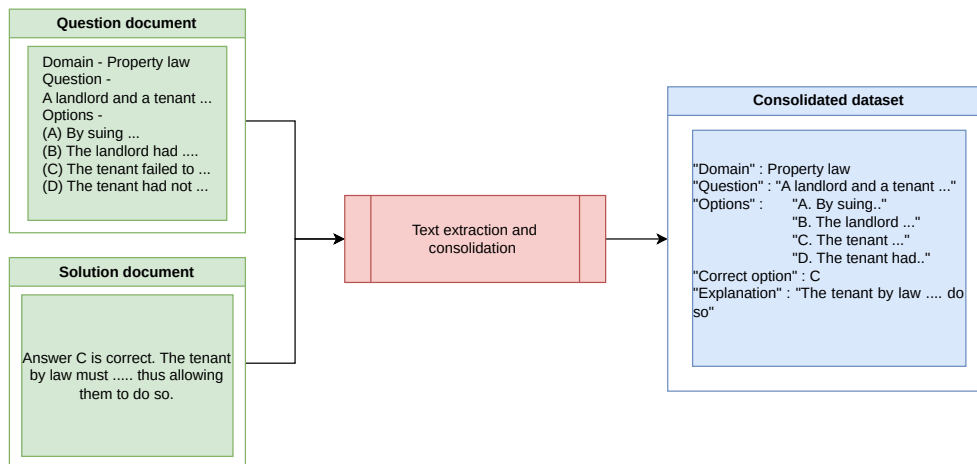 Question document
Domain - Property law
Question -
A landlord and a tenant ...
Options -
(A) By suing ...
(B) The landlord had ....
(C) The tenant failed to ...
(D) The tenant had not ...
Solution document
Answer C is correct. The tenant
by law must ..... thus allowing
them to do so.
Text extraction and
consolidation
Consolidated dataset
"Domain" : Property law
"Question" : "A landlord and a tenant ..."
"Options" : "A. By suing.."
"B. The landlord ..."
"C. The tenant ..."
"D. The tenant had.."
"Correct option" : C
"Explanation" : "The tenant by law .... do
so"